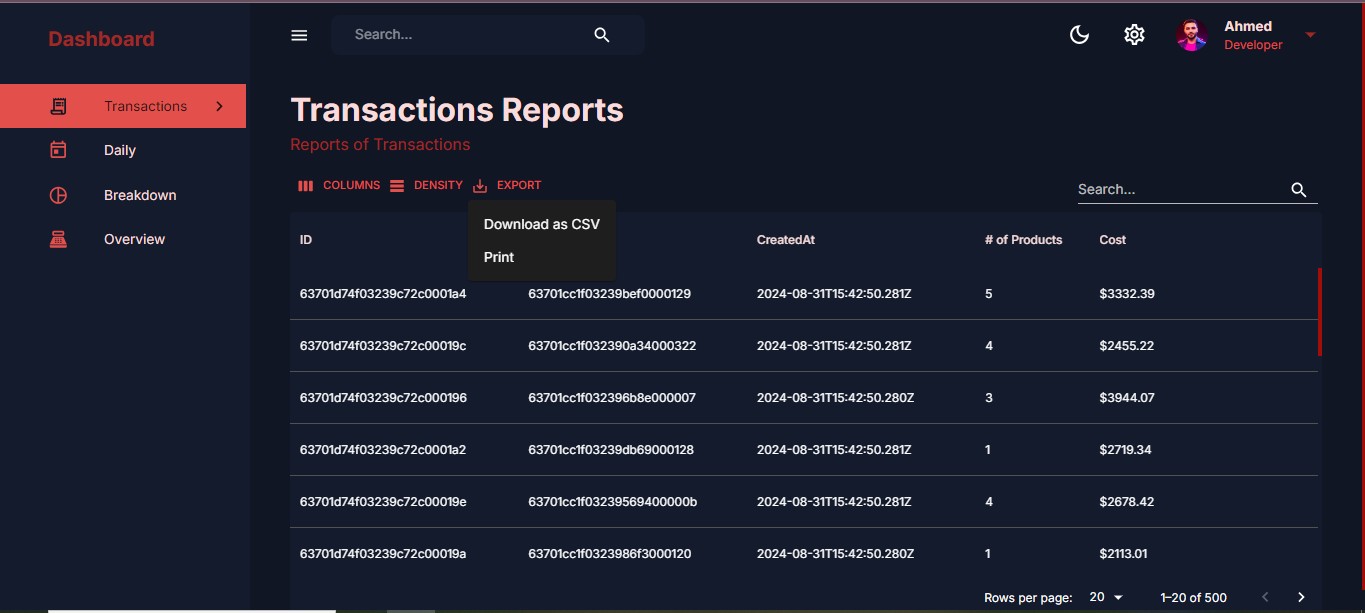 Dashboard
Search...
Ahmed
Developer
Transactions
Daily
Breakdown
Overview
Transactions Reports
Reports of Transactions
COLUMNS DENSITY EXPORT
Search...
Download as CSV
Print
ID CreatedAt # of Products Cost
63701d74f03239c72c0001a4 63701cc1f03239bef0000129 2024-08-31T15:42:50.281Z 5 $3332.39
63701d74f03239c72c00019c 63701cc1f032390a34000322 2024-08-31T15:42:50.281Z 4 $2455.22
63701d74f03239c72c000196 63701cc1f032396b8e000007 2024-08-31T15:42:50.280Z 3 $3944.07
63701d74f03239c72c0001a2 63701cc1f03239db69000128 2024-08-31T15:42:50.281Z 1 $2719.34
63701d74f03239c72c00019e 63701cc1f03239569400000b 2024-08-31T15:42:50.281Z 4 $2678.42
63701d74f03239c72c00019a 63701cc1f0323986f3000120 2024-08-31T15:42:50.280Z 1 $2113.01
Rows per page: 20 1–20 of 500